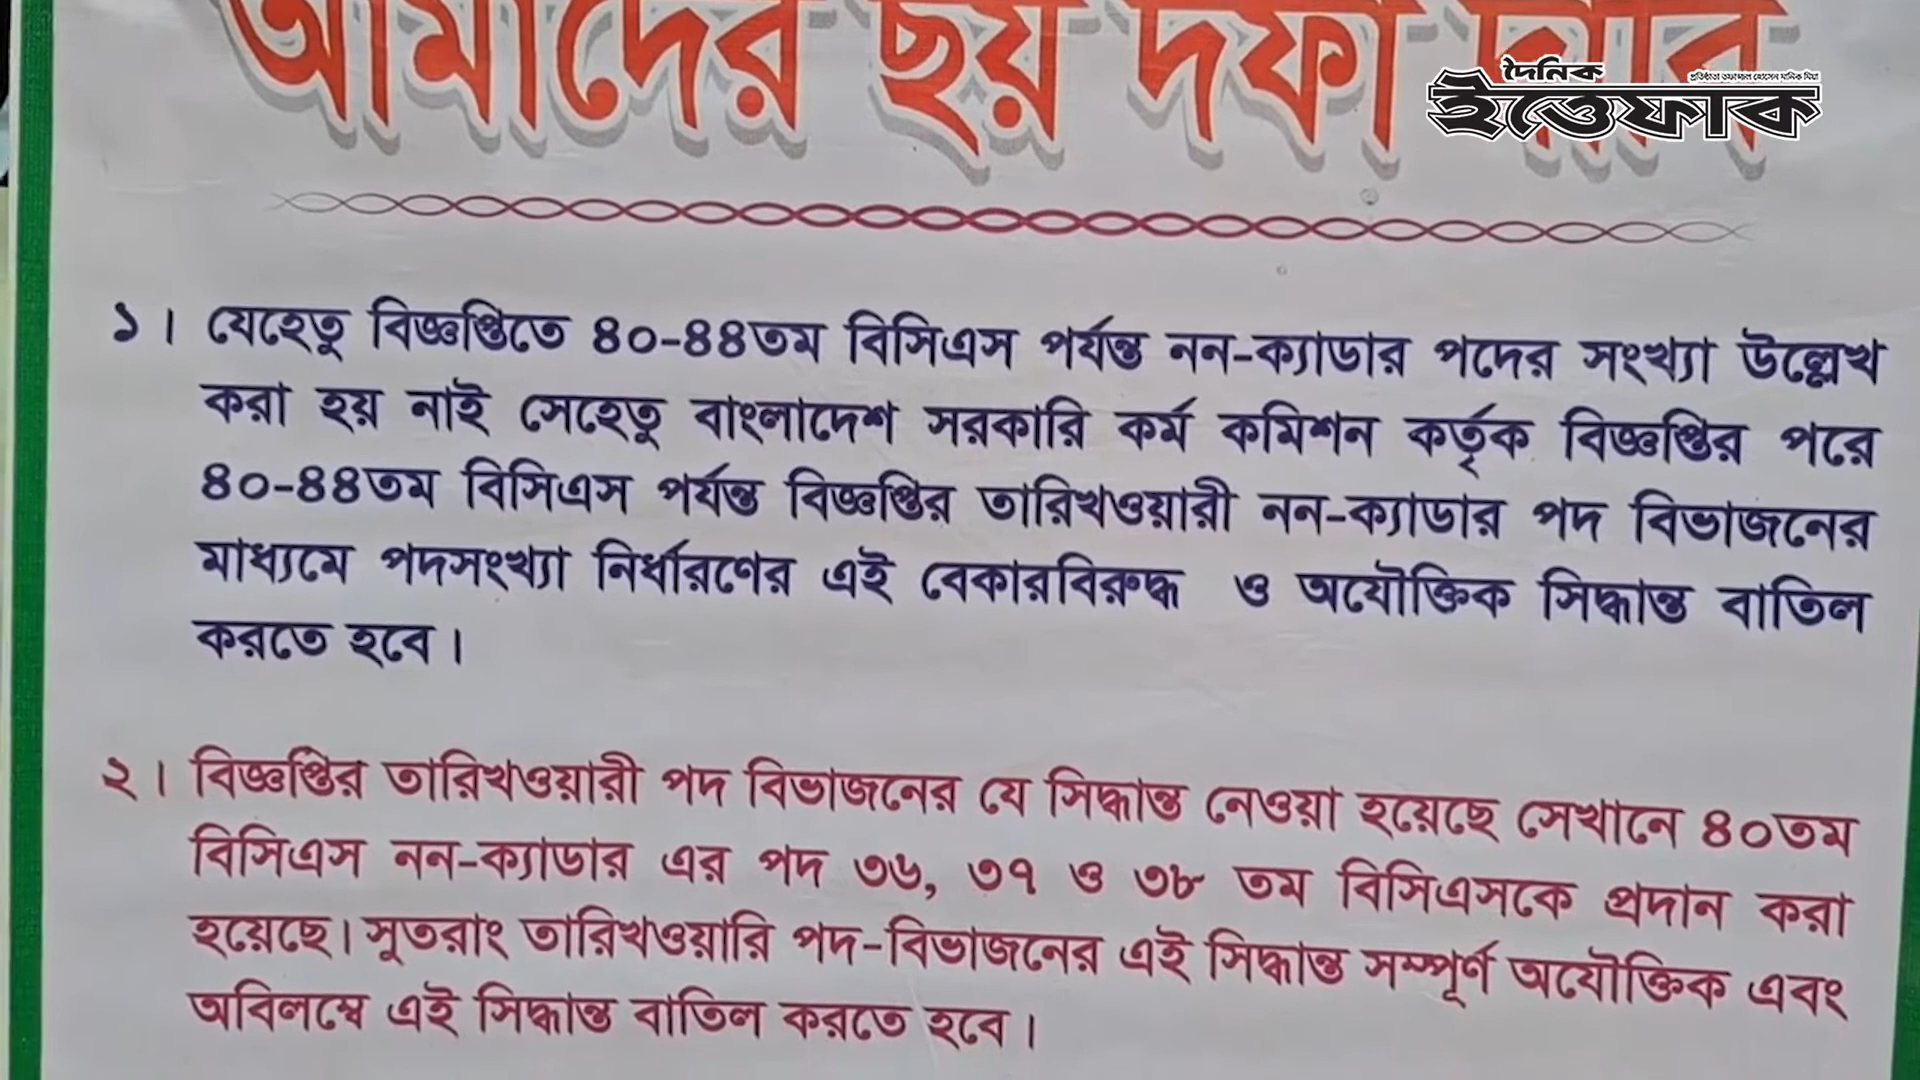 আমাদের ছয় দফা দাবি
দৈনিক
প্রতিষ্ঠাতা তফাজ্জল হোসেন মানিক মিয়া
ইত্তেফাক
১। যেহেতু বিজ্ঞপ্তিতে ৪০-৪৪তম বিসিএস পর্যন্ত নন-ক্যাডার পদের সংখ্যা উল্লেখ
করা হয় নাই সেহেতু বাংলাদেশ সরকারি কর্ম কমিশন কর্তৃক বিজ্ঞপ্তির পরে
৪০-৪৪তম বিসিএস পর্যন্ত বিজ্ঞপ্তির তারিখওয়ারী নন-ক্যাডার পদ বিভাজনের
মাধ্যমে পদসংখ্যা নির্ধারণের এই বেকারবিরুদ্ধ ও অযৌক্তিক সিদ্ধান্ত বাতিল
করতে হবে।
২। বিজ্ঞপ্তির তারিখওয়ারী পদ বিভাজনের যে সিদ্ধান্ত নেওয়া হয়েছে সেখানে ৪০তম
বিসিএস নন-ক্যাডার এর পদ ৩৬, ৩৭ ও ৩৮ তম বিসিএসকে প্রদান করা
হয়েছে। সুতরাং তারিখওয়ারি পদ-বিভাজনের এই সিদ্ধান্ত সম্পূর্ণ অযৌক্তিক এবং
অবিলম্বে এই সিদ্ধান্ত বাতিল করতে হবে।